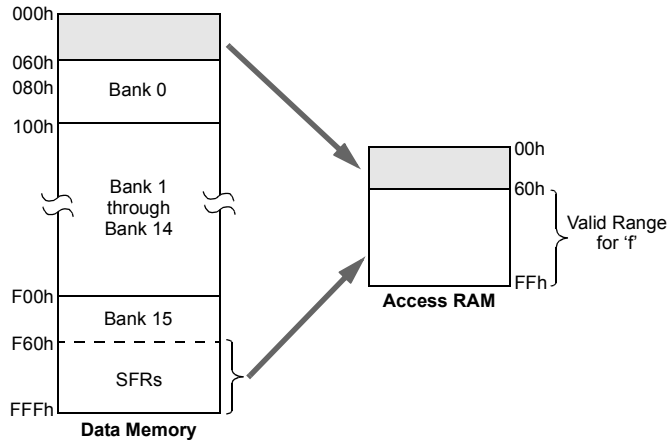 000h
060h
080h
Bank 0
100h
Bank 1
through
Bank 14
F00h
Bank 15
F60h
SFRs
FFFh
Data Memory
00h
60h
Valid Range
for ‘f’
FFh
Access RAM